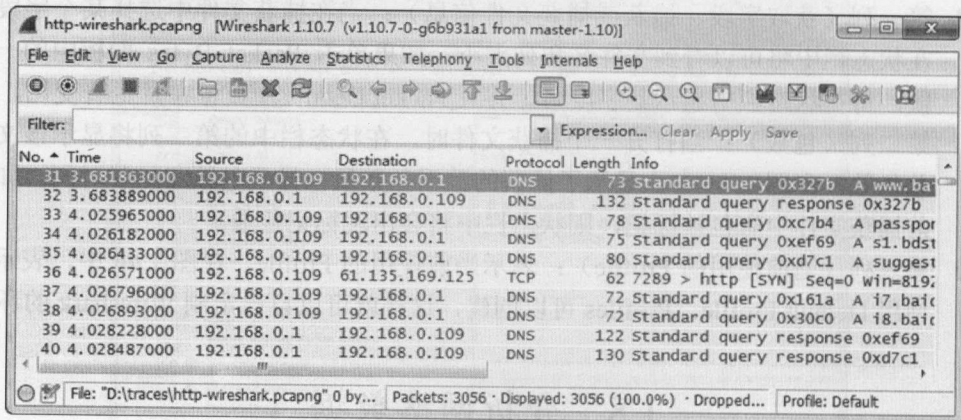 http-wireshark.pcapng [Wireshark 1.10.7 (v1.10.7-0-g6b931a1 from master-1.10)]
File Edit View Go Capture Analyze Statistics Telephony Tools Internals Help
Filter: Expression... Clear Apply Save
No. Time Source Destination Protocol Length Info
31 3.681863000 192.168.0.109 192.168.0.1 DNS 73 Standard query 0x327b A www.bai
32 3.683889000 192.168.0.1 192.168.0.109 DNS 132 Standard query response 0x327b
33 4.025965000 192.168.0.109 192.168.0.1 DNS 78 Standard query 0xc7b4 A passpor
34 4.026182000 192.168.0.109 192.168.0.1 DNS 75 Standard query 0xef69 A s1.bdst
35 4.026433000 192.168.0.109 192.168.0.1 DNS 80 Standard query 0xd7c1 A suggest
36 4.026571000 192.168.0.109 61.135.169.125 TCP 62 7289 > http [SYN] Seq=0 Win=8192
37 4.026796000 192.168.0.109 192.168.0.1 DNS 72 Standard query 0x161a A i7.baid
38 4.026893000 192.168.0.109 192.168.0.1 DNS 72 Standard query 0x30c0 A i8.baid
39 4.028228000 192.168.0.1 192.168.0.109 DNS 122 Standard query response 0xef69
40 4.028487000 192.168.0.1 192.168.0.109 DNS 130 Standard query response 0xd7c1
File: "D:\traces\http-wireshark.pcapng" 0 by... Packets: 3056 · Displayed: 3056 (100.0%) · Dropped... Profile: Default